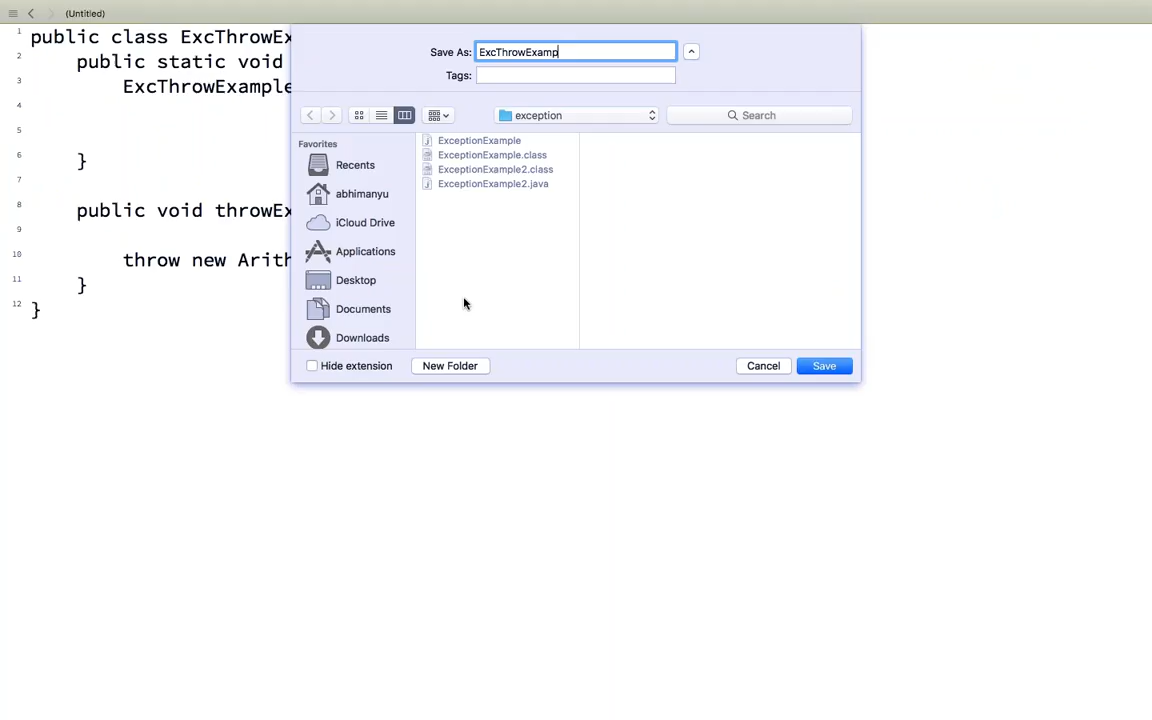 (Untitled)
1 public class ExcThrowEx
2 public static void
3 ExcThrowExample
4
5
6 }
7
8 public void throwEx
9
10 throw new Arith
11 }
12 }
Save As: ExcThrowExamp
Tags:
exception
Search
Favorites
Recents
abhimanyu
iCloud Drive
Applications
Desktop
Documents
Downloads
ExceptionExample
ExceptionExample.class
ExceptionExample2.class
ExceptionExample2.java
Hide extension
New Folder
Cancel
Save